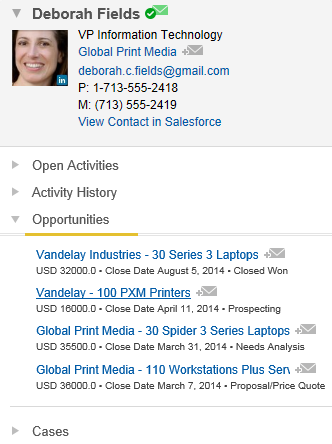 Deborah Fields
VP Information Technology
Global Print Media
deborah.c.fields@gmail.com
P: 1-713-555-2418
M: (713) 555-2419
View Contact in Salesforce
in
Open Activities
Activity History
Opportunities
Vandelay Industries - 30 Series 3 Laptops
USD 32000.0 • Close Date August 5, 2014 • Closed Won
Vandelay - 100 PXM Printers
USD 16000.0 • Close Date April 11, 2014 • Prospecting
Global Print Media - 30 Spider 3 Series Laptops
USD 35500.0 • Close Date March 31, 2014 • Needs Analysis
Global Print Media - 110 Workstations Plus Serv
USD 36000.0 • Close Date March 7, 2014 • Proposal/Price Quote
Cases